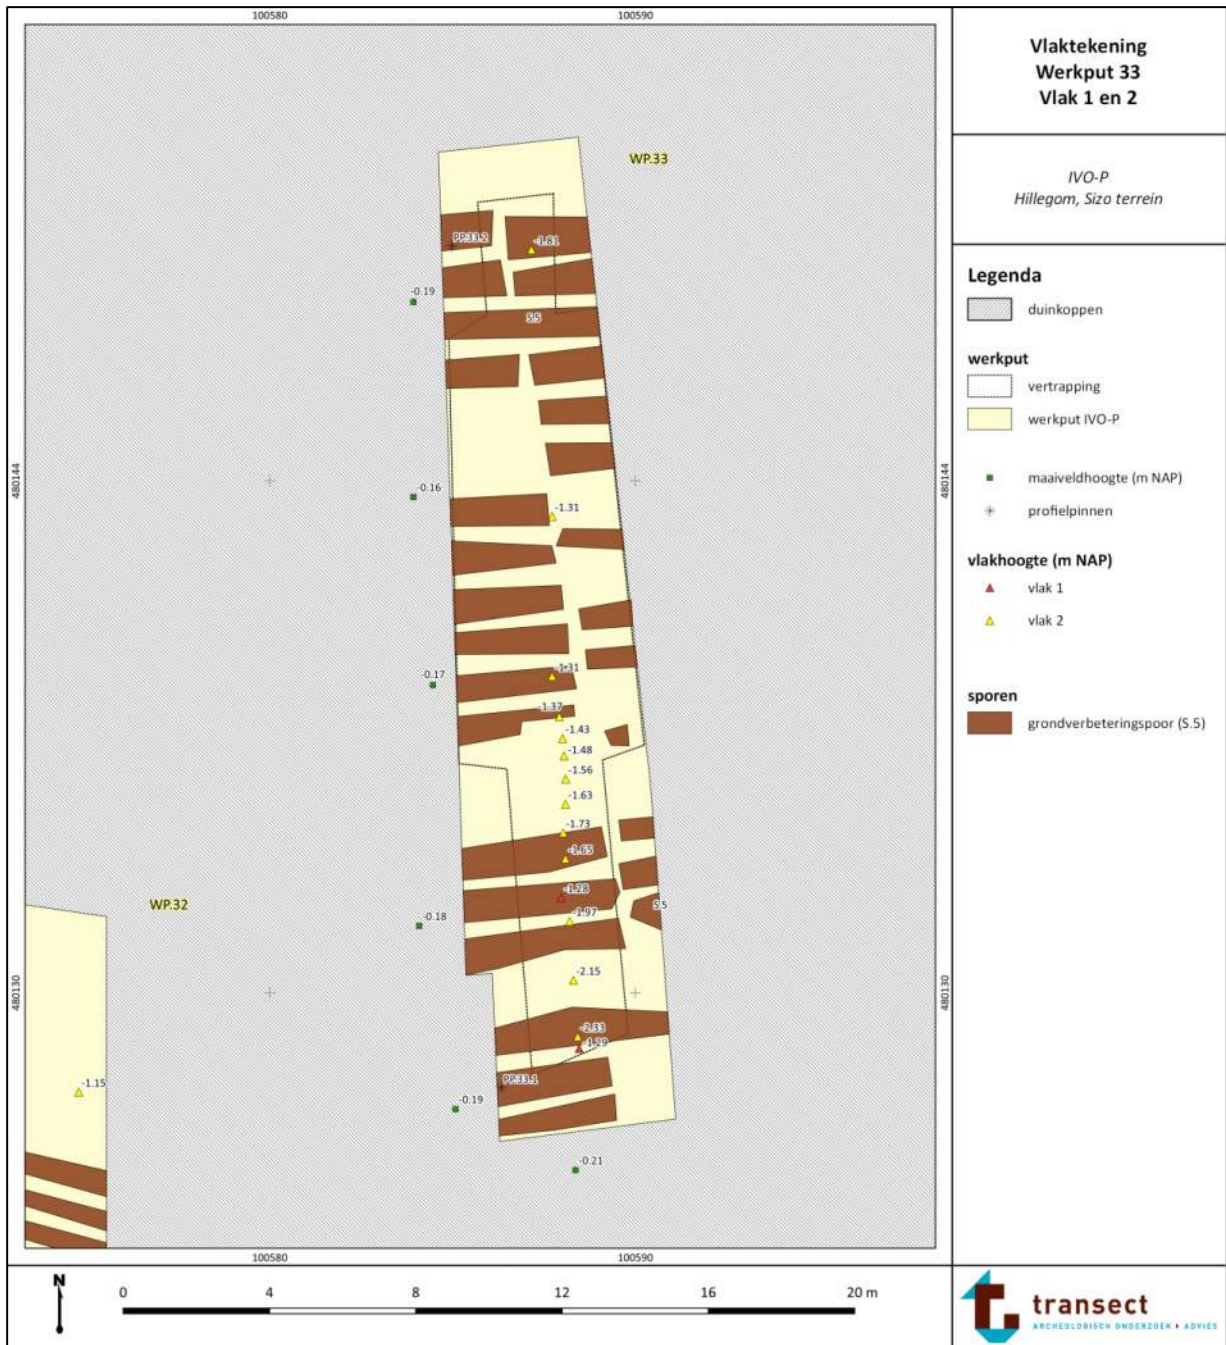 100580
100590
Vlaktekening
Werkput 33
Vlak 1 en 2
IVO-P
Hillegom, Sizo terrein
Legenda
duinkoppen
werkput
vertrapping
werkput IVO-P
maaiveldhoogte (m NAP)
profielpinnen
vlakhoogte (m NAP)
vlak 1
vlak 2
sporen
grondverbeteringspoor (S.5)
WP.33
PP.33.2
-1.81
-0.19
S.5
480144
480144
-0.16
-1.31
-0.17
-1.31
-1.37
-1.43
-1.48
-1.56
-1.63
-1.73
-1.65
-1.28
WP.32
S.5
-0.18
-1.97
-2.15
480130
480130
-2.33
-1.29
-1.15
PP.33.1
-0.19
-0.21
100580
100590
N
0 4 8 12 16 20 m
transect
ARCHEOLOGISCH ONDERZOEK & ADVIES